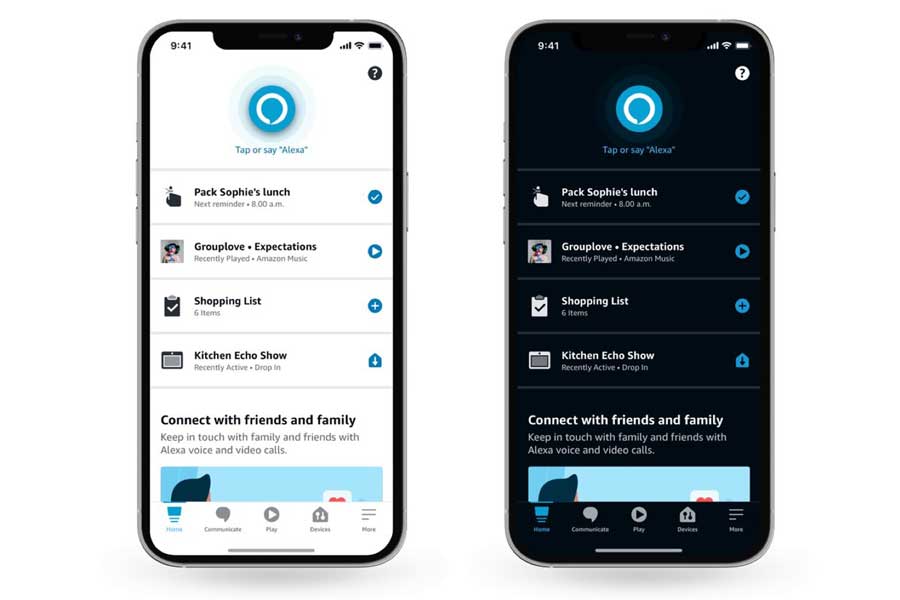 9:41
?
Tap or say "Alexa"
Pack Sophie's lunch
Next reminder • 8.00 a.m.
Grouplove • Expectations
Recently Played • Amazon Music
Shopping List
6 Items
Kitchen Echo Show
Recently Active • Drop In
Connect with friends and family
Keep in touch with family and friends with
Alexa voice and video calls.
Home Communicate Play Devices More
9:41
?
Tap or say "Alexa"
Pack Sophie's lunch
Next reminder • 8.00 a.m.
Grouplove • Expectations
Recently Played • Amazon Music
Shopping List
6 Items
Kitchen Echo Show
Recently Active • Drop In
Connect with friends and family
Keep in touch with family and friends with
Alexa voice and video calls.
Home Communicate Play Devices More